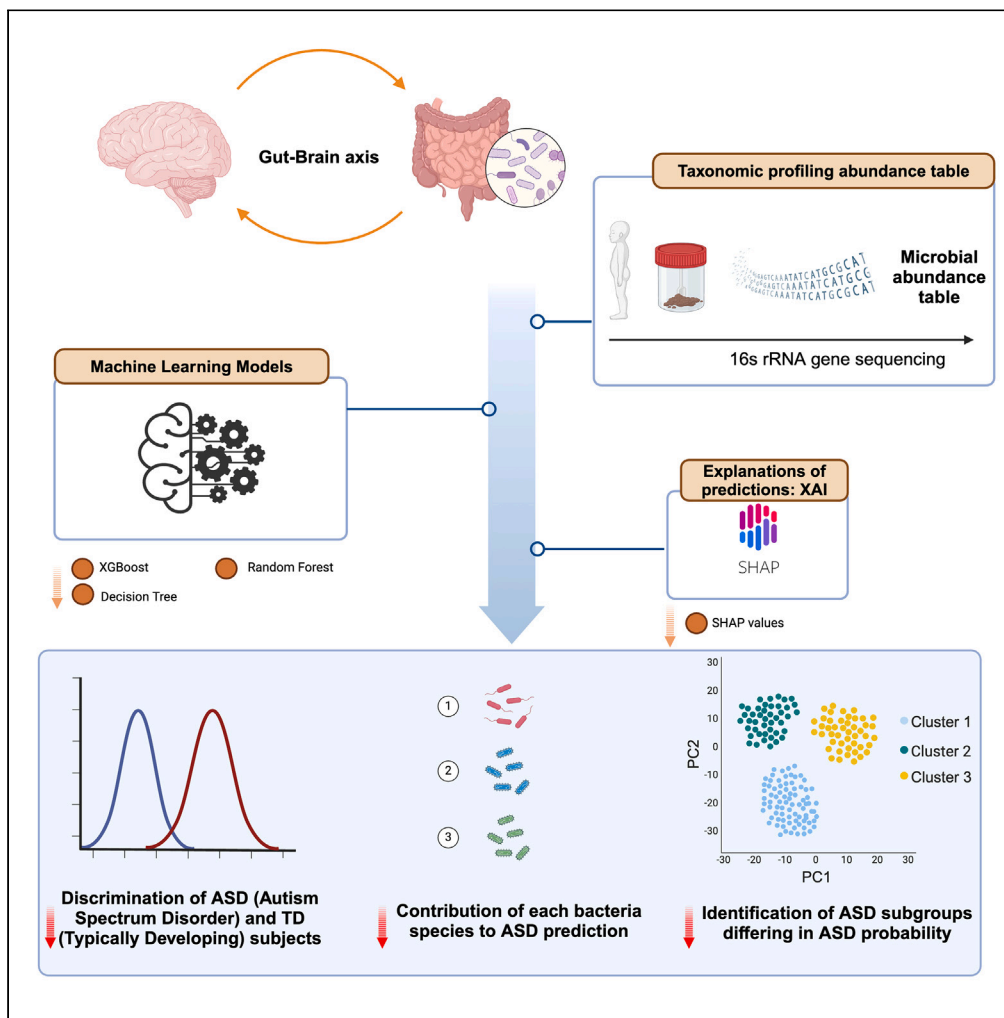 Gut-Brain axis
Taxonomic profiling abundance table
Microbial
abundance
table
16s rRNA gene sequencing
Machine Learning Models
XGBoost
Random Forest
Decision Tree
Explanations of
predictions: XAI
SHAP
SHAP values
1
2
3
30
20
10
0
-10
-20
-30
PC2
-30
-20
-10
0
10
20
30
PC1
Cluster 1
Cluster 2
Cluster 3
Discrimination of ASD (Autism
Spectrum Disorder) and TD
(Typically Developing) subjects
Contribution of each bacteria
species to ASD prediction
Identification of ASD subgroups
differing in ASD probability